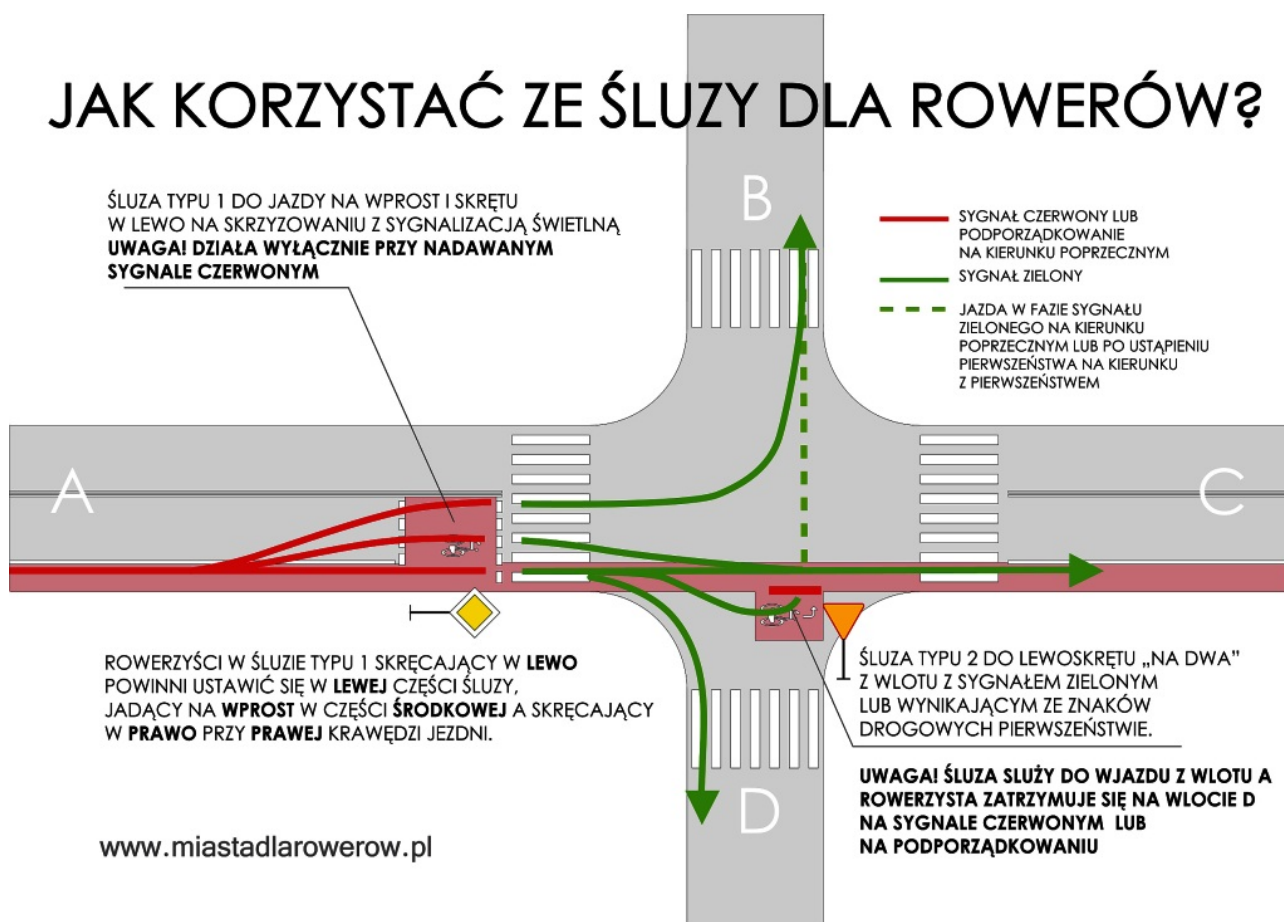 JAK KORZYSTAĆ ZE ŚLUZY DLA ROWERÓW?
ŚLUZA TYPU 1 DO JAZDY NA WPROST I SKRĘTU
W LEWO NA SKRZYZOWANIU Z SYGNALIZACJĄ ŚWIETLNĄ
UWAGA! DZIAŁA WYŁĄCZNIE PRZY NADAWANYM
SYGNALE CZERWONYM
B
SYGNAŁ CZERWONY LUB
PODPORZĄDKOWANIE
NA KIERUNKU POPRZECZNYM
SYGNAŁ ZIELONY
JAZDA W FAZIE SYGNAŁU
ZIELONEGO NA KIERUNKU
POPRZECZNYM LUB PO USTĄPIENIU
PIERWSZEŃSTWA NA KIERUNKU
Z PIERWSZEŃSTWEM
A
C
ROWERZYŚCI W ŚLUZIE TYPU 1 SKRĘCAJĄCY W LEWO
POWINNI USTAWIĆ SIĘ W LEWEJ CZĘŚCI ŚLUZY,
JADĄCY NA WPROST W CZĘŚCI ŚRODKOWEJ A SKRĘCAJĄCY
W PRAWO PRZY PRAWEJ KRAWĘDZI JEZDNI.
ŚLUZA TYPU 2 DO LEWOSKRĘTU „NA DWA”
Z WLOTU Z SYGNAŁEM ZIELONYM
LUB WYNIKAJĄCYM ZE ZNAKÓW
DROGOWYCH PIERWSZEŃSTWIE.
UWAGA! ŚLUZA SLUŻY DO WJAZDU Z WLOTU A
ROWERZYSTA ZATRZYMUJE SIĘ NA WLOCIE D
NA SYGNALE CZERWONYM LUB
NA PODPORZĄDKOWANIU
D
www.miastadlarowerow.pl